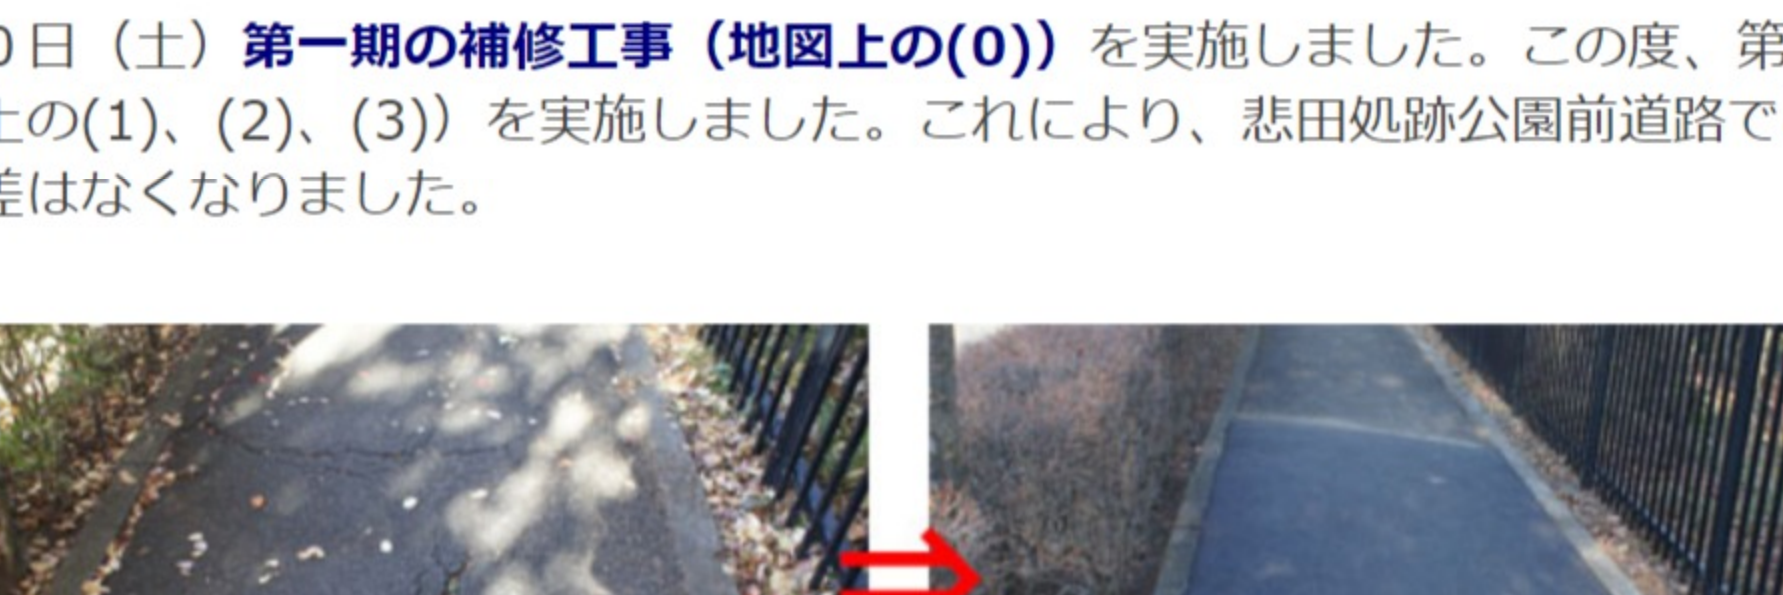 0日（土）第一期の補修工事（地図上の(0)）を実施しました。この度、第
上の(1)、(2)、(3)）を実施しました。これにより、悲田処跡公園前道路で
差はなくなりました。